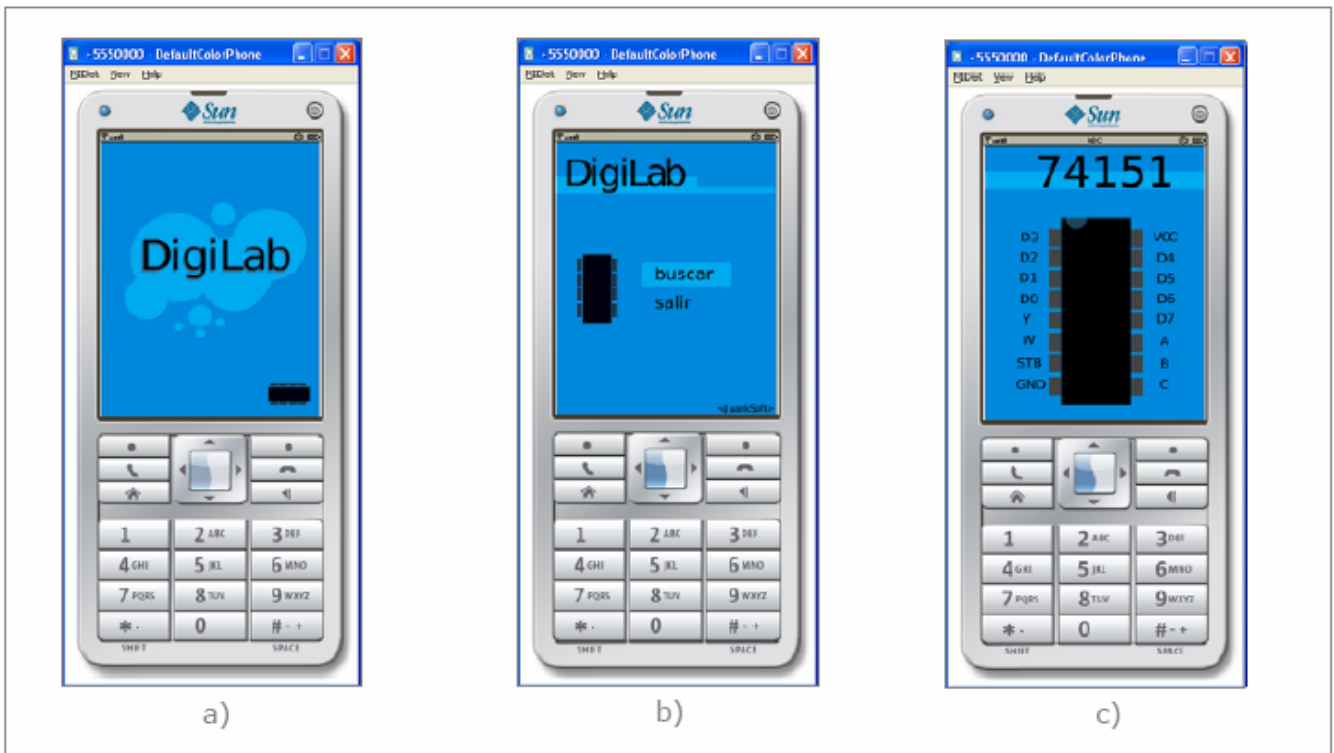 +5550000 - DefaultColorPhone
MIDlet View Help
Sun
DigiLab
1 2 ABC 3 DEF
4 GHI 5 JKL 6 MNO
7 PQRS 8 TUV 9 WXYZ
* . 0 # - +
SHIFT SPACE
a)
+5550000 - DefaultColorPhone
MIDlet View Help
Sun
DigiLab
buscar
salir
1 2 ABC 3 DEF
4 GHI 5 JKL 6 MNO
7 PQRS 8 TUV 9 WXYZ
* . 0 # - +
SHIFT SPACE
b)
+5550000 - DefaultColorPhone
MIDlet View Help
Sun
74151
D3 VCC
D2 D4
D1 D5
D0 D6
Y D7
W A
STB B
GND C
1 2 ABC 3 DEF
4 GHI 5 JKL 6 MNO
7 PQRS 8 TUV 9 WXYZ
* . 0 # - +
SHIFT SPACE
c)